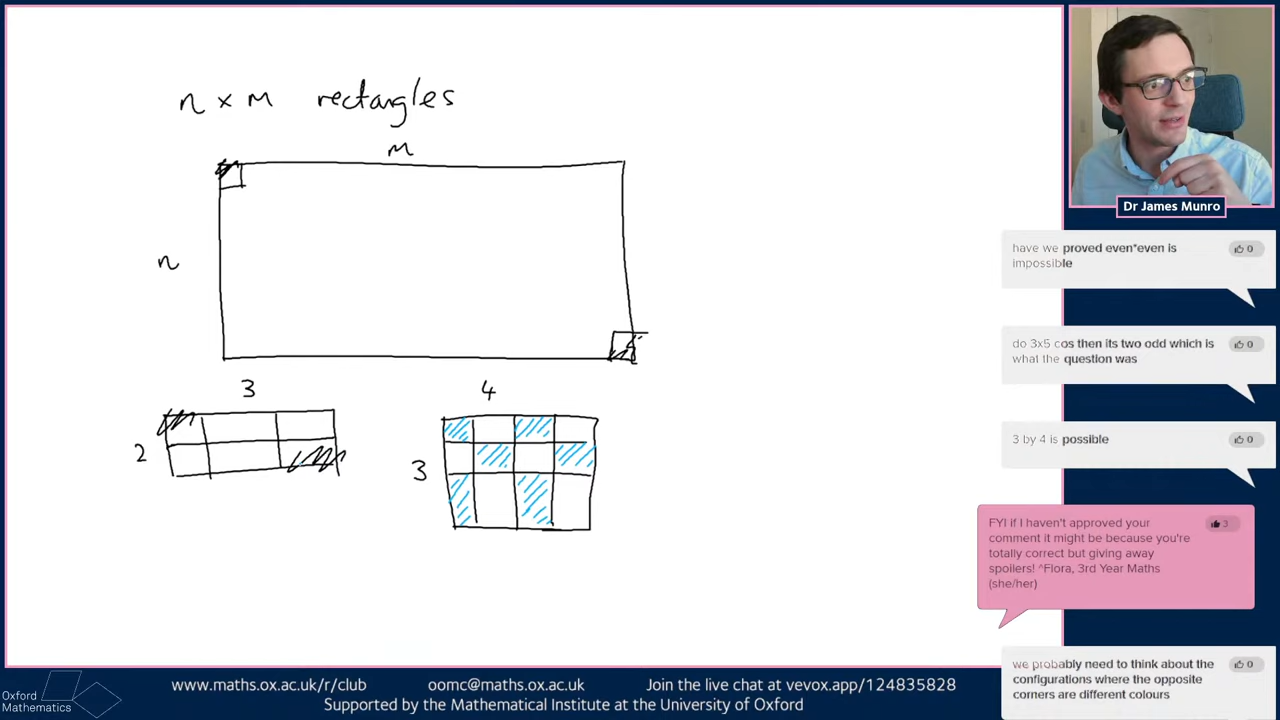 n x m rectangles
m
n
3
2
4
3
Dr James Munro
have we proved even*even is
impossible
0
do 3x5 cos then its two odd which is
what the question was
0
3 by 4 is possible
0
FYI if I haven't approved your
comment it might be because you're
totally correct but giving away
spoilers! ^Flora, 3rd Year Maths
(she/her)
3
we probably need to think about the
configurations where the opposite
corners are different colours
0
Oxford
Mathematics
www.maths.ox.ac.uk/r/club oomc@maths.ox.ac.uk Join the live chat at vevox.app/124835828
Supported by the Mathematical Institute at the University of Oxford